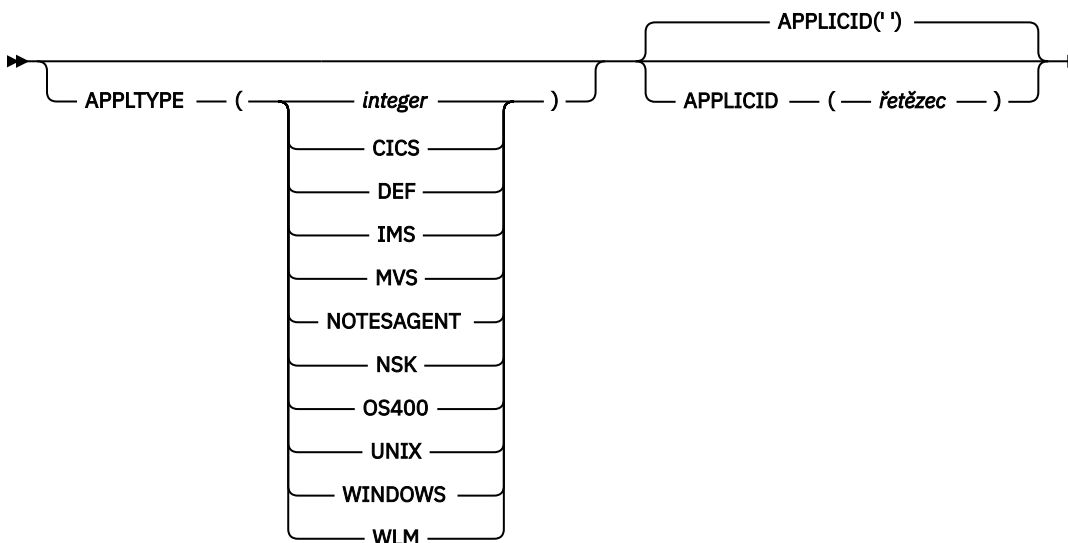 APPLICID(' ')
APPLTYPE ( integer ) APPLICID ( řetězec )
CICS
DEF
IMS
MVS
NOTESAGENT
NSK
OS400
UNIX
WINDOWS
WLM